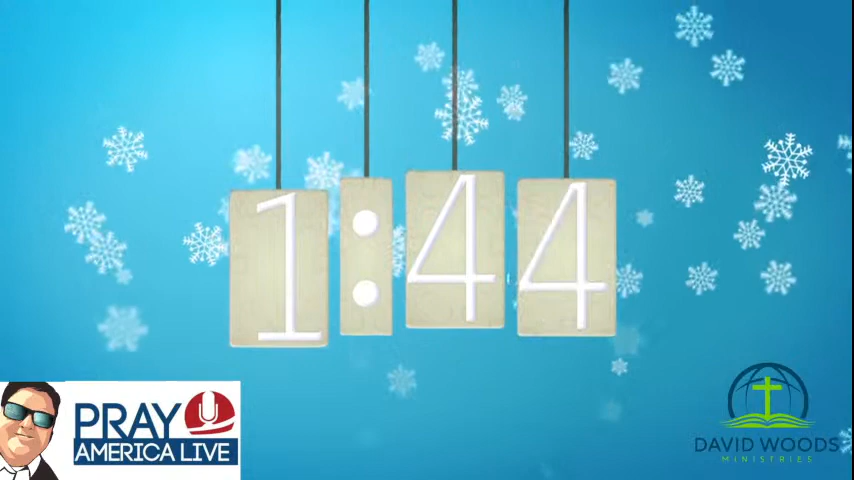 1:44
PRAY
AMERICA LIVE
DAVID WOODS
MINISTRIES